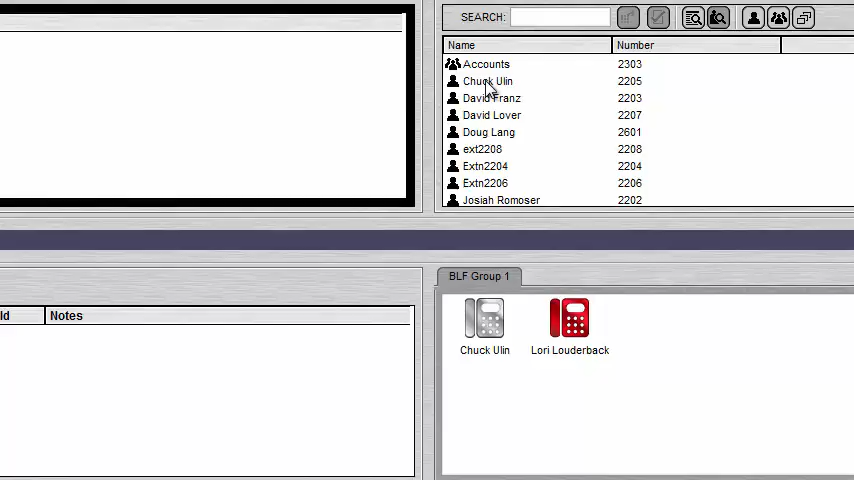 SEARCH:
Name Number
Accounts 2303
Chuck Ulin 2205
David Franz 2203
David Lover 2207
Doug Lang 2601
ext2208 2208
Extn2204 2204
Extn2206 2206
Josiah Romoser 2202
BLF Group 1
ld Notes
Chuck Ulin Lori Louderback